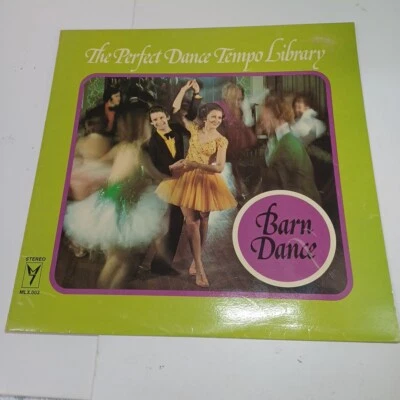 The Perfect Dance Tempo Library
Barn
Dance
STEREO